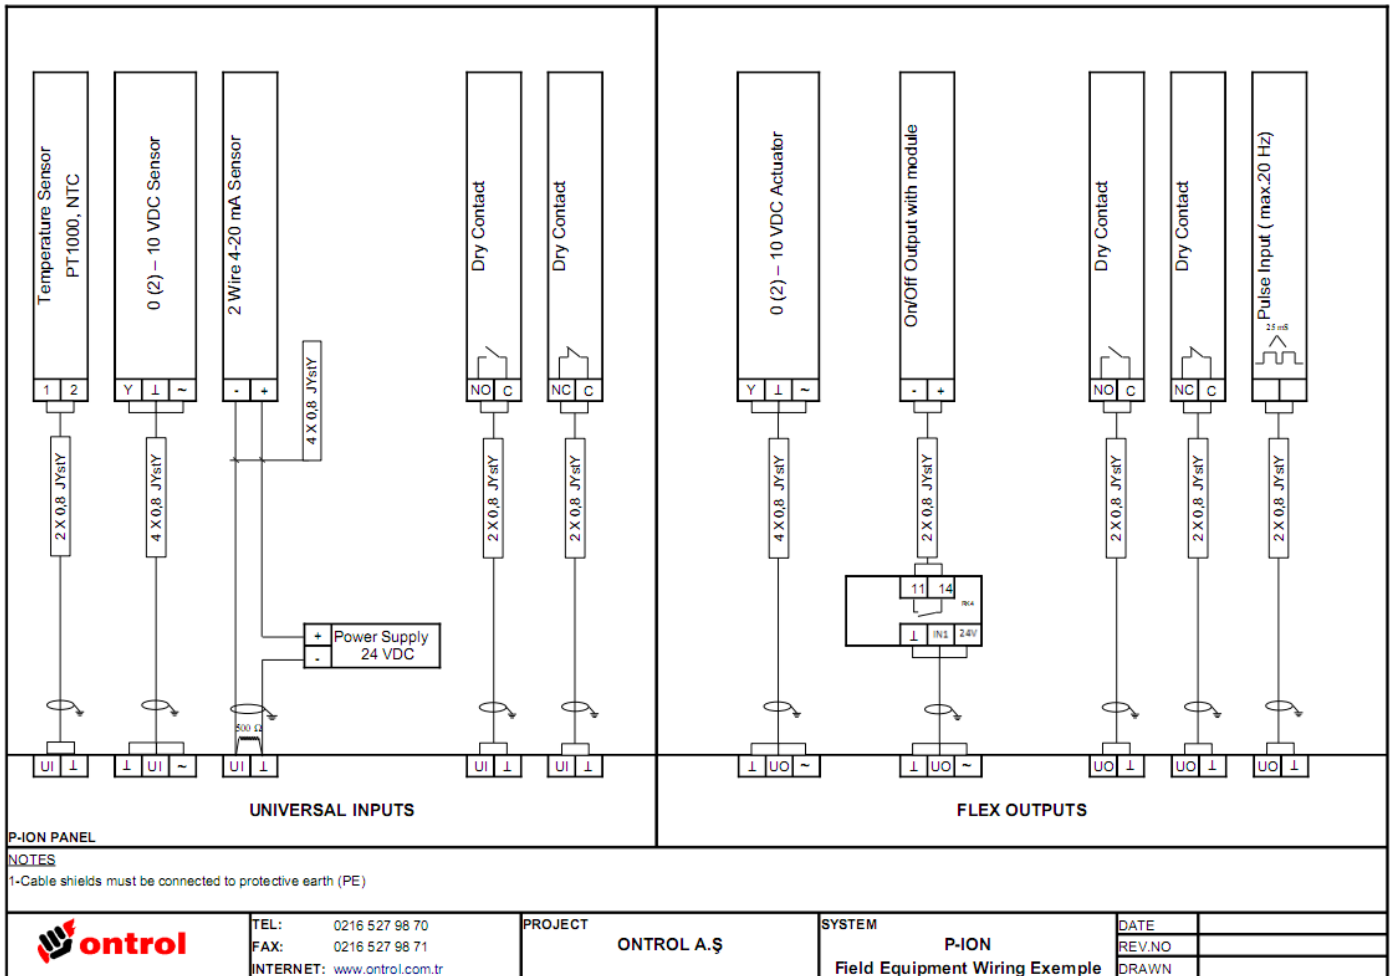 Temperature Sensor
PT1000, NTC
1 2
2 X 0,8 JYstY
UI ⊥
0 (2) – 10 VDC Sensor
Y ⊥ ~
4 X 0,8 JYstY
⊥ UI ~
2 Wire 4-20 mA Sensor
- +
4 X 0,8 JYstY
+ Power Supply
- 24 VDC
500 Ω
UI ⊥
Dry Contact
NO C
2 X 0,8 JYstY
UI ⊥
Dry Contact
NC C
2 X 0,8 JYstY
UI ⊥
UNIVERSAL INPUTS
0 (2) – 10 VDC Actuator
Y ⊥ ~
4 X 0,8 JYstY
⊥ UO ~
On/Off Output with module
- +
2 X 0,8 JYstY
11 14
RK4
⊥ IN1 24V
⊥ UO ~
Dry Contact
NO C
2 X 0,8 JYstY
UO ⊥
Dry Contact
NC C
2 X 0,8 JYstY
UO ⊥
Pulse Input ( max.20 Hz)
25 mS
2 X 0,8 JYstY
UO ⊥
FLEX OUTPUTS
P-ION PANEL
NOTES
1-Cable shields must be connected to protective earth (PE)
ontrol
TEL: 0216 527 98 70
FAX: 0216 527 98 71
INTERNET: www.ontrol.com.tr
PROJECT
ONTROL A.Ş
SYSTEM
P-ION
Field Equipment Wiring Exemple
DATE
REV.NO
DRAWN